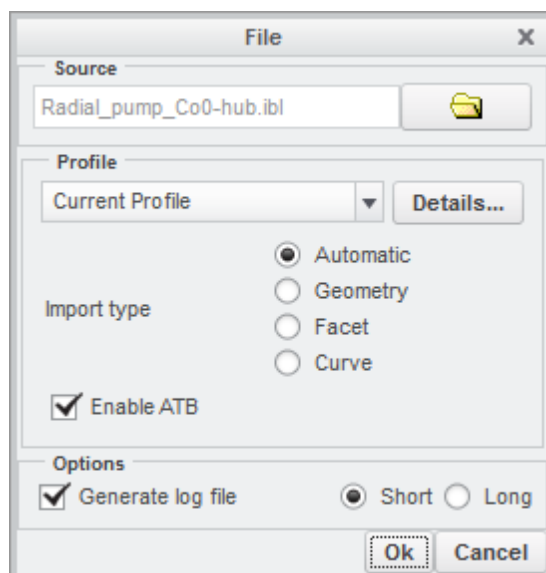 File
Source
Radial_pump_Co0-hub.ibl
Profile
Current Profile Details...
Automatic
Geometry
Import type
Facet
Curve
Enable ATB
Options
Generate log file Short Long
Ok Cancel